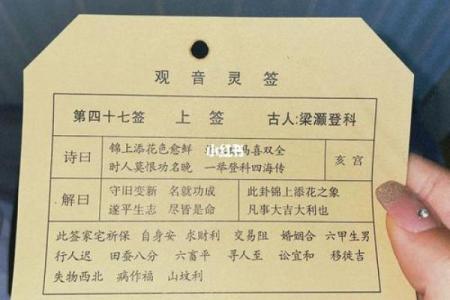 观音灵签
第四十七签 上签 古人:梁灏登科
诗曰
锦上添花色愈鲜 喜双全
时人莫恨功名晚 一举登科四海传
亥宫
小红书
解曰
守旧变新 名就功成
遂平生志 尽皆是命
此卦锦上添花之象
凡事大吉大利也
此签家宅祈保 自身安 求财利 交易阻 婚姻合 六甲生男
行人迟 田蚕八分 六畜平 寻人至 讼宜和 移徒吉
失物西北 病作福 山坟利